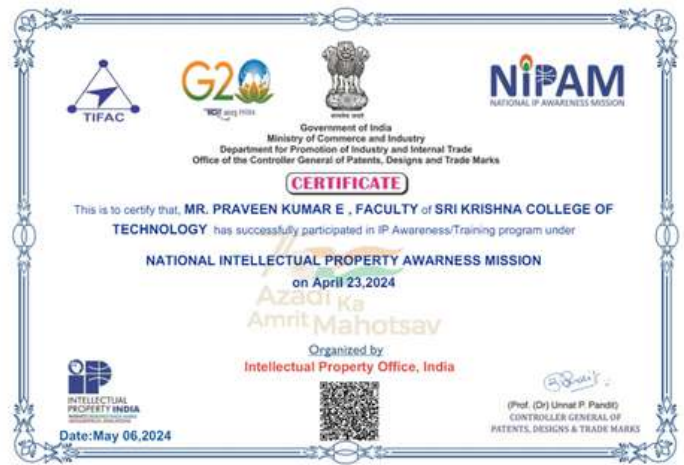 TIFAC
G20
NiPAM
NATIONAL IP AWARENESS MISSION
सत्यमेव जयते
Government of India
Ministry of Commerce and Industry
Department for Promotion of Industry and Internal Trade
Office of the Controller General of Patents, Designs and Trade Marks
CERTIFICATE
This is to certify that, MR. PRAVEEN KUMAR E , FACULTY of SRI KRISHNA COLLEGE OF
TECHNOLOGY has successfully participated in IP Awareness/Training program under
NATIONAL INTELLECTUAL PROPERTY AWARNESS MISSION
on April 23,2024
Azadi Ka
Amrit Mahotsav
Organized by
Intellectual Property Office, India
iP
INTELLECTUAL
PROPERTY INDIA
Date:May 06,2024
(Prof. (Dr) Unnat P. Pandit)
CONTROLLER GENERAL OF
PATENTS, DESIGNS & TRADE MARKS